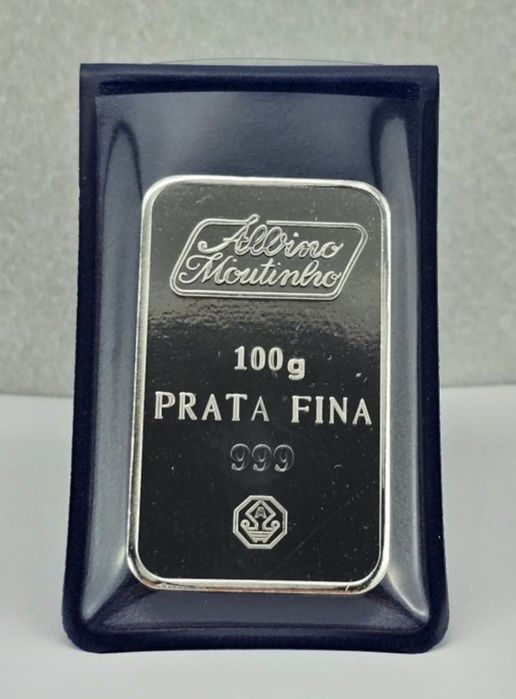 Albino
Moutinho
100g
PRATA FINA
999
A